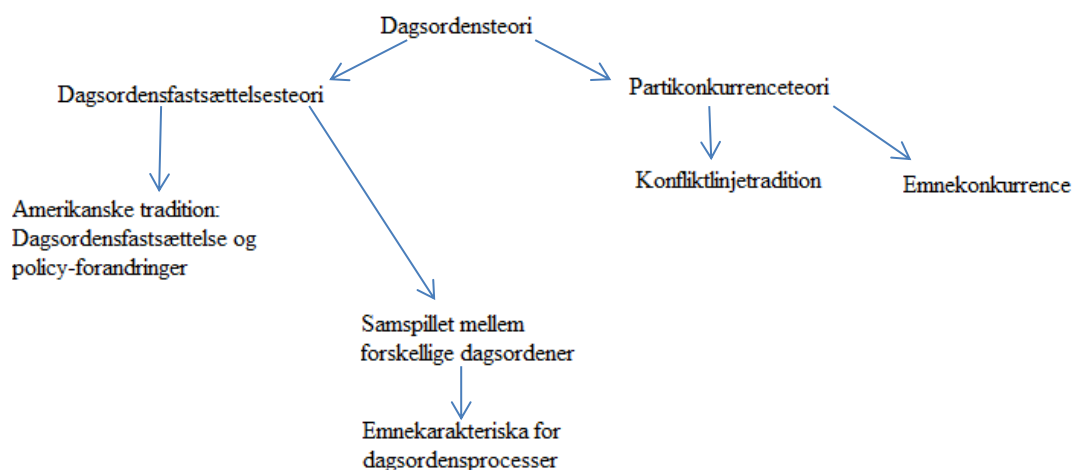 Dagsordensteori
Dagsordensfastsættelsesteori
Partikonkurrenceteori
Konfliktlinjetradition
Emnekonkurrence
Amerikanske tradition:
Dagsordensfastsættelse og
policy-forandringer
Samspillet mellem
forskellige dagsordener
Emnekarakteriska for
dagsordensprocesser